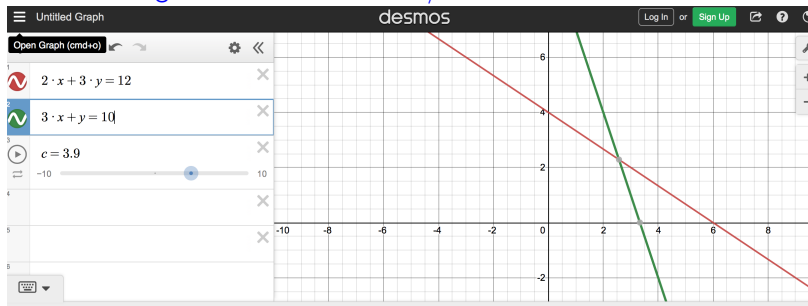 Untitled Graph
desmos
Log In or Sign Up
Open Graph (cmd+o)
1
2 · x + 3 · y = 12
2
3 · x + y = 10
3
c = 3.9
-10 10
4
5
6
6
4
2
-10 -8 -6 -4 -2 0 2 4 6 8
-2